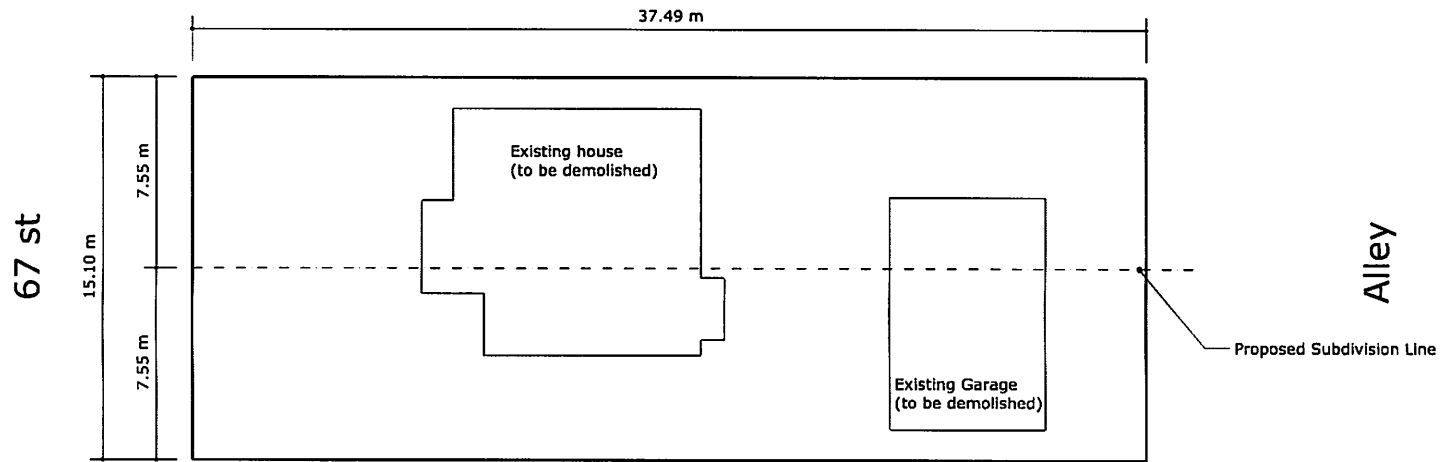 37.49 m
67 st
15.10 m
7.55 m
7.55 m
Existing house
(to be demolished)
Existing Garage
(to be demolished)
Alley
Proposed Subdivision Line